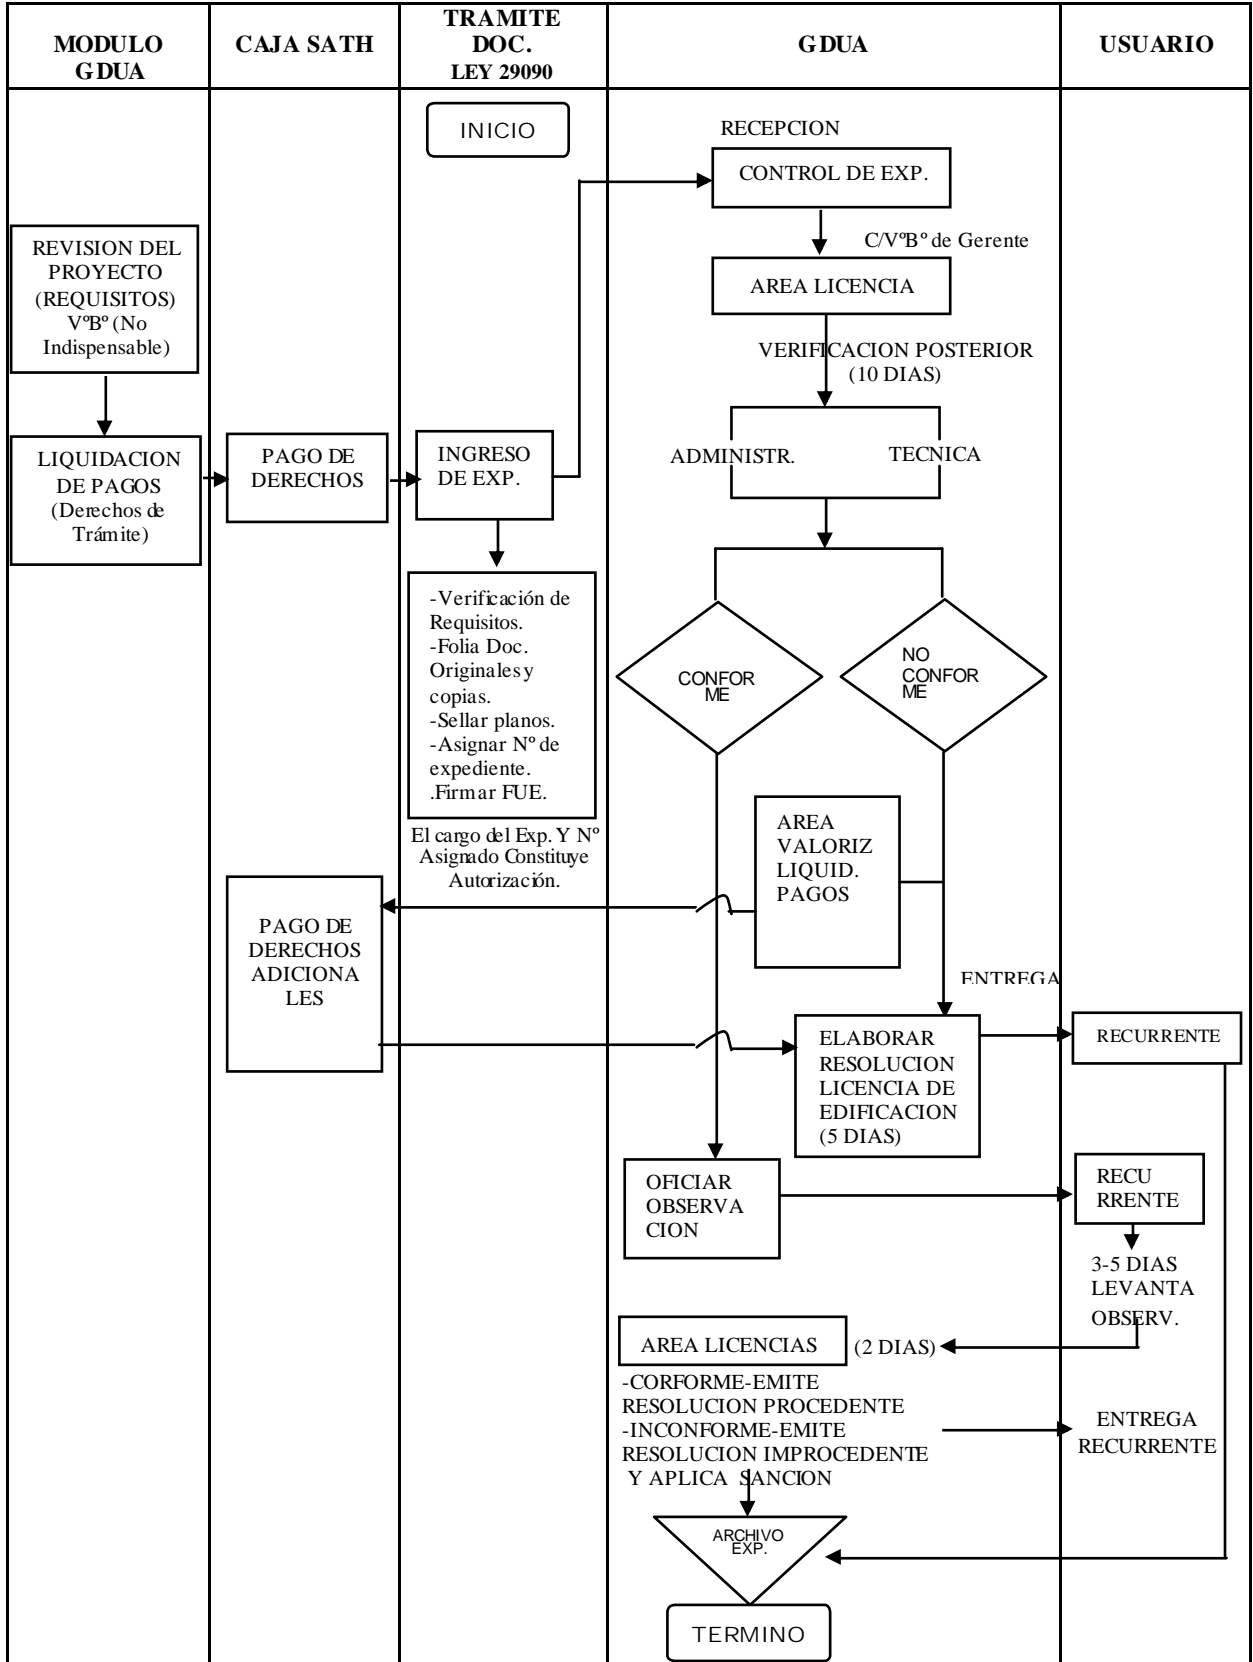 MODULO
GDUA
CAJA SATH
TRAMITE
DOC.
LEY 29090
GDUA
USUARIO
INICIO
RECEPCION
CONTROL DE EXP.
C/VºBº de Gerente
AREA LICENCIA
VERIFICACION POSTERIOR
(10 DIAS)
ADMINISTR.
TECNICA
REVISION DEL
PROYECTO
(REQUISITOS)
VºBº (No
Indispensable)
LIQUIDACION
DE PAGOS
(Derechos de
Trámite)
PAGO DE
DERECHOS
INGRESO
DE EXP.
-Verificación de
Requisitos.
-Folia Doc.
Originales y
copias.
-Sellar planos.
-Asignar Nº de
expediente.
.Firmar FUE.
El cargo del Exp. Y Nº
Asignado Constituye
Autorización.
CONFOR
ME
NO
CONFOR
ME
AREA
VALORIZ
LIQUID.
PAGOS
PAGO DE
DERECHOS
ADICIONA
LES
ENTREGA
ELABORAR
RESOLUCION
LICENCIA DE
EDIFICACION
(5 DIAS)
RECURRENTE
OFICIAR
OBSERVA
CION
RECU
RRENTE
3-5 DIAS
LEVANTA
OBSERV.
AREA LICENCIAS
(2 DIAS)
-CORFORME-EMITE
RESOLUCION PROCEDENTE
-INCONFORME-EMITE
RESOLUCION IMPROCEDENTE
Y APLICA SANCION
ENTREGA
RECURRENTE
ARCHIVO
EXP.
TERMINO